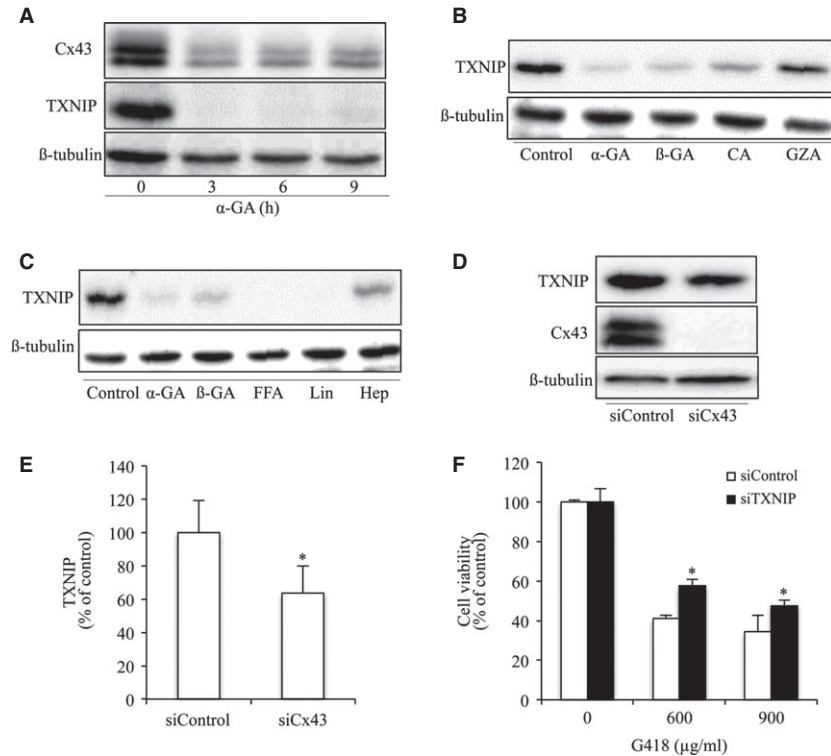 A
Cx43
TXNIP
ß-tubulin
0 3 6 9
α-GA (h)
B
TXNIP
ß-tubulin
Control α-GA ß-GA CA GZA
C
TXNIP
ß-tubulin
Control α-GA ß-GA FFA Lin Hep
D
TXNIP
Cx43
ß-tubulin
siControl siCx43
E
TXNIP
(% of control)
140
120
100
80
60
40
20
0
*
siControl siCx43
F
Cell viability
(% of control)
120
100
80
60
40
20
0
siControl
siTXNIP
*
*
0 600 900
G418 (µg/ml)